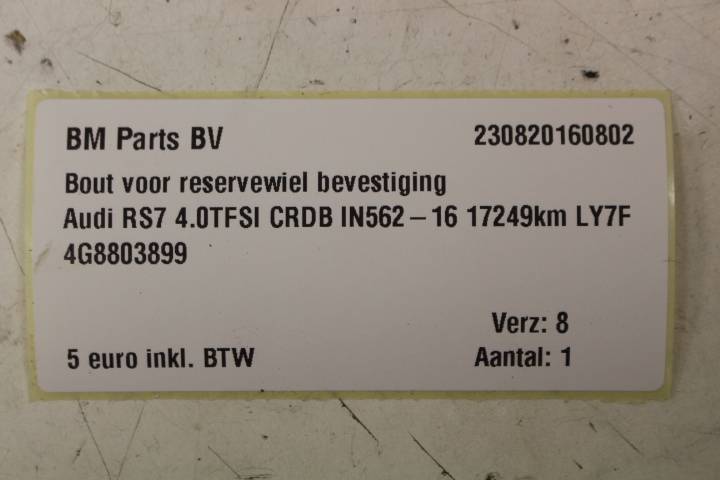 BM Parts BV 230820160802
Bout voor reservewiel bevestiging
Audi RS7 4.0TFSI CRDB IN562 – 16 17249km LY7F
4G8803899
Verz: 8
5 euro inkl. BTW Aantal: 1